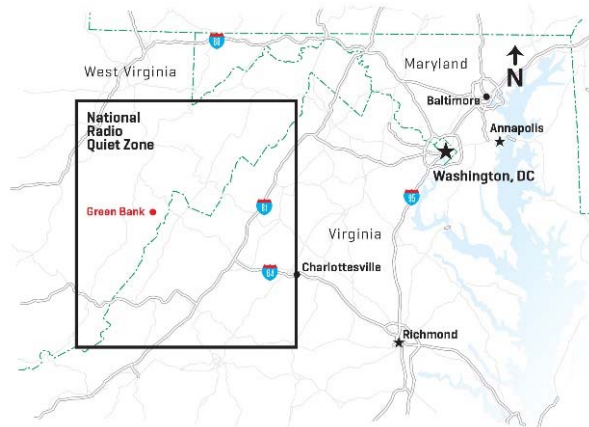 68
West Virginia
Maryland
N
Baltimore
National
Radio
Quiet Zone
Annapolis
Washington, DC
Green Bank
81
95
Virginia
64
Charlottesville
Richmond